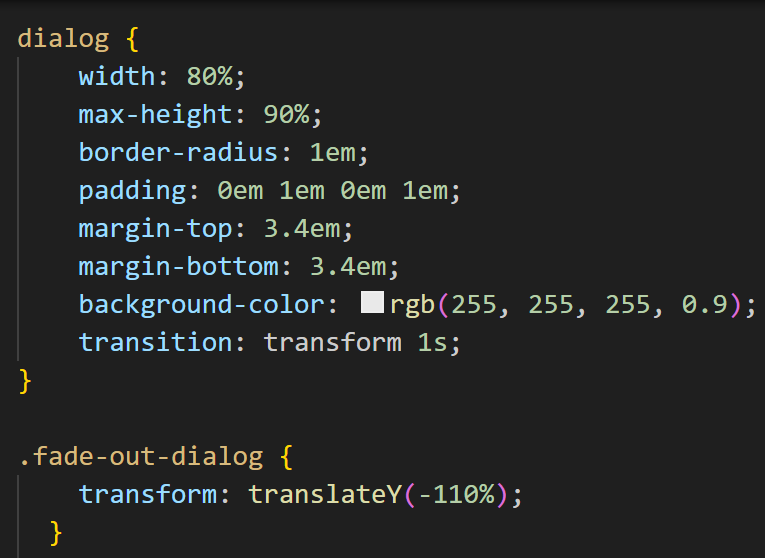 dialog {
    width: 80%;
    max-height: 90%;
    border-radius: 1em;
    padding: 0em 1em 0em 1em;
    margin-top: 3.4em;
    margin-bottom: 3.4em;
    background-color: rgb(255, 255, 255, 0.9);
    transition: transform 1s;
}

.fade-out-dialog {
    transform: translateY(-110%);
  }